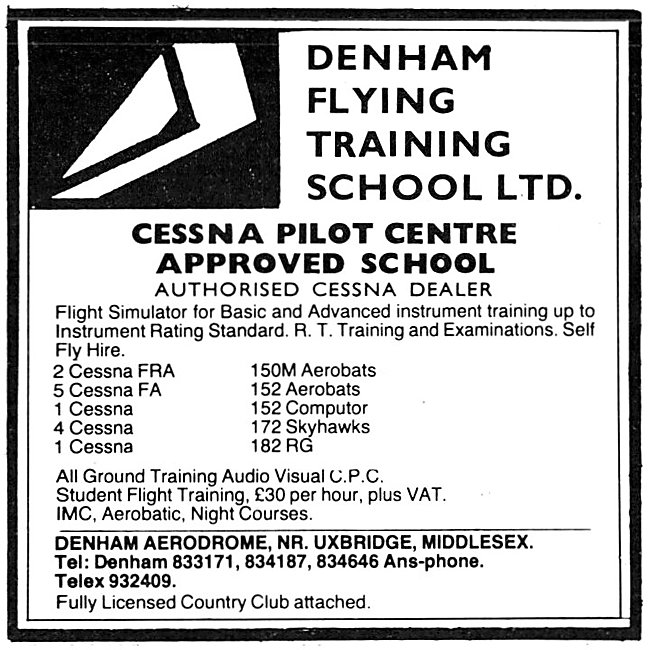 DENHAM
FLYING
TRAINING
SCHOOL LTD.
CESSNA PILOT CENTRE
APPROVED SCHOOL
AUTHORISED CESSNA DEALER
Flight Simulator for Basic and Advanced instrument training up to
Instrument Rating Standard. R. T. Training and Examinations. Self
Fly Hire.
2 Cessna FRA 150M Aerobats
5 Cessna FA 152 Aerobats
1 Cessna 152 Computor
4 Cessna 172 Skyhawks
1 Cessna 182 RG
All Ground Training Audio Visual C.P.C.
Student Flight Training, £30 per hour, plus VAT.
IMC, Aerobatic, Night Courses.
DENHAM AERODROME, NR. UXBRIDGE, MIDDLESEX.
Tel: Denham 833171, 834187, 834646 Ans-phone.
Telex 932409.
Fully Licensed Country Club attached.